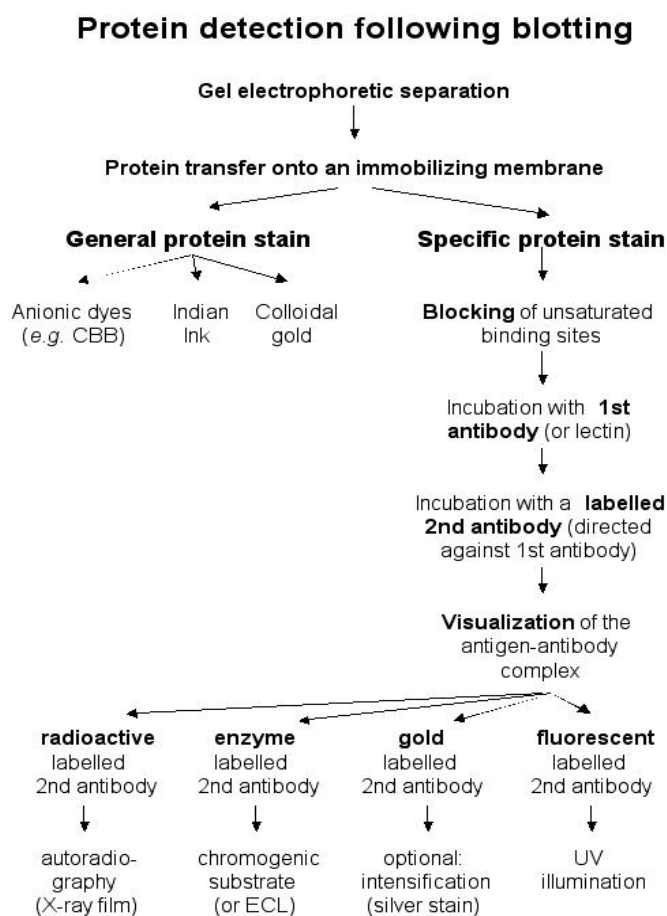 Protein detection following blotting
Gel electrophoretic separation
Protein transfer onto an immobilizing membrane
General protein stain
Anionic dyes
(e.g. CBB)
Indian
Ink
Colloidal
gold
Specific protein stain
Blocking of unsaturated
binding sites
Incubation with 1st
antibody (or lectin)
Incubation with a labelled
2nd antibody (directed
against 1st antibody)
Visualization of the
antigen-antibody
complex
radioactive
labelled
2nd antibody
autoradio-
graphy
(X-ray film)
enzyme
labelled
2nd antibody
chromogenic
substrate
(or ECL)
gold
labelled
2nd antibody
optional:
intensification
(silver stain)
fluorescent
labelled
2nd antibody
UV
illumination